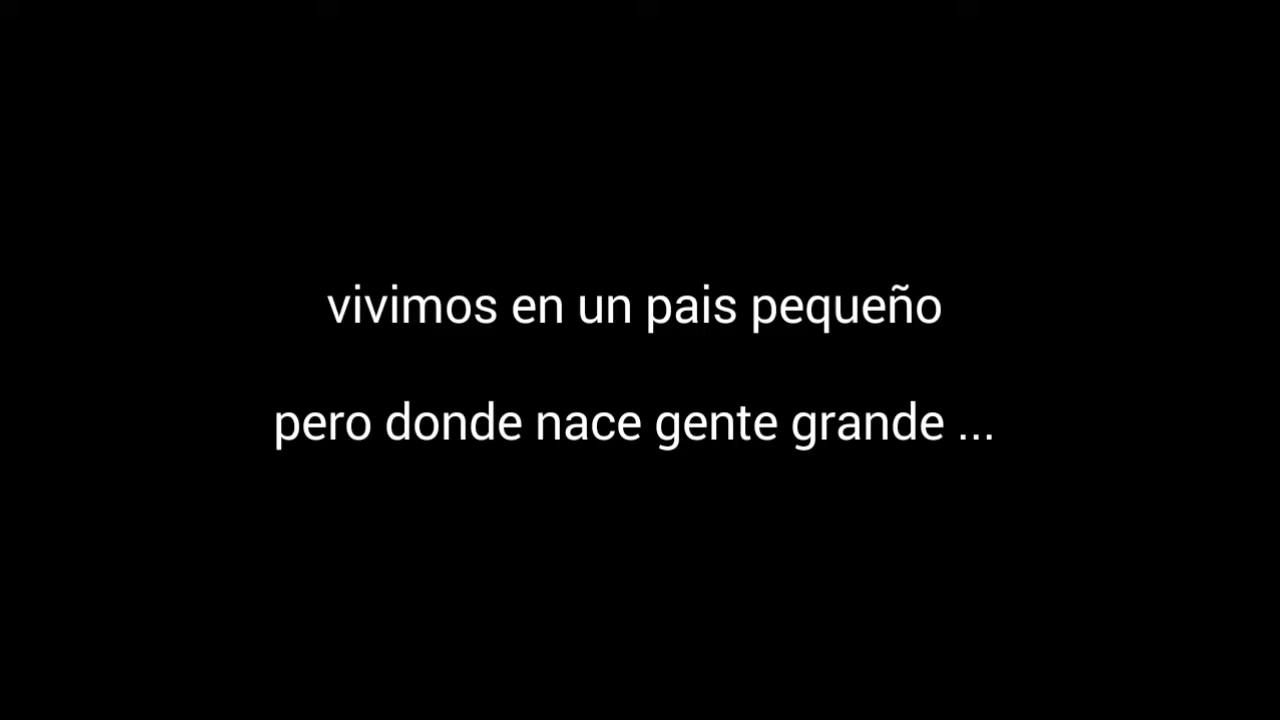 vivimos en un pais pequeño
pero donde nace gente grande ...